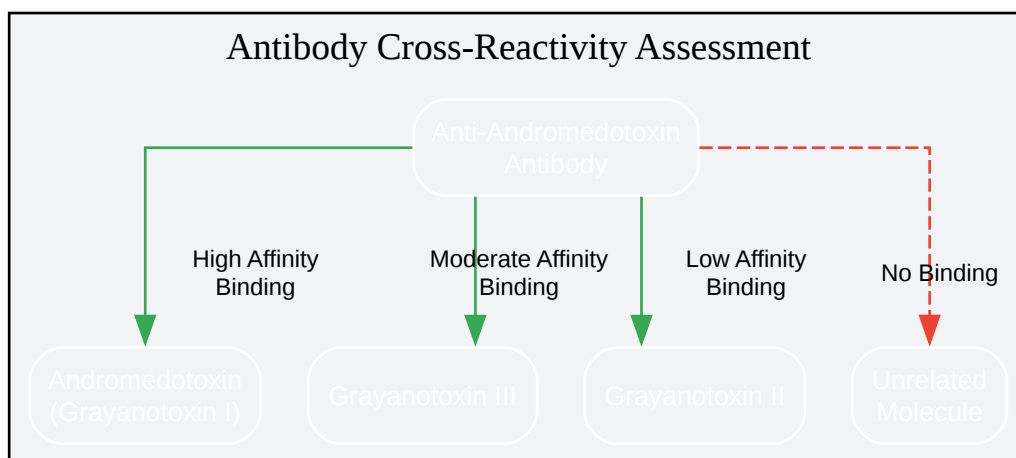 Antibody Cross-Reactivity Assessment
Anti-Andromedotoxin
Antibody
High Affinity
Binding
Moderate Affinity
Binding
Low Affinity
Binding
No Binding
Andromedotoxin
(Grayanotoxin I)
Grayanotoxin III
Grayanotoxin II
Unrelated
Molecule